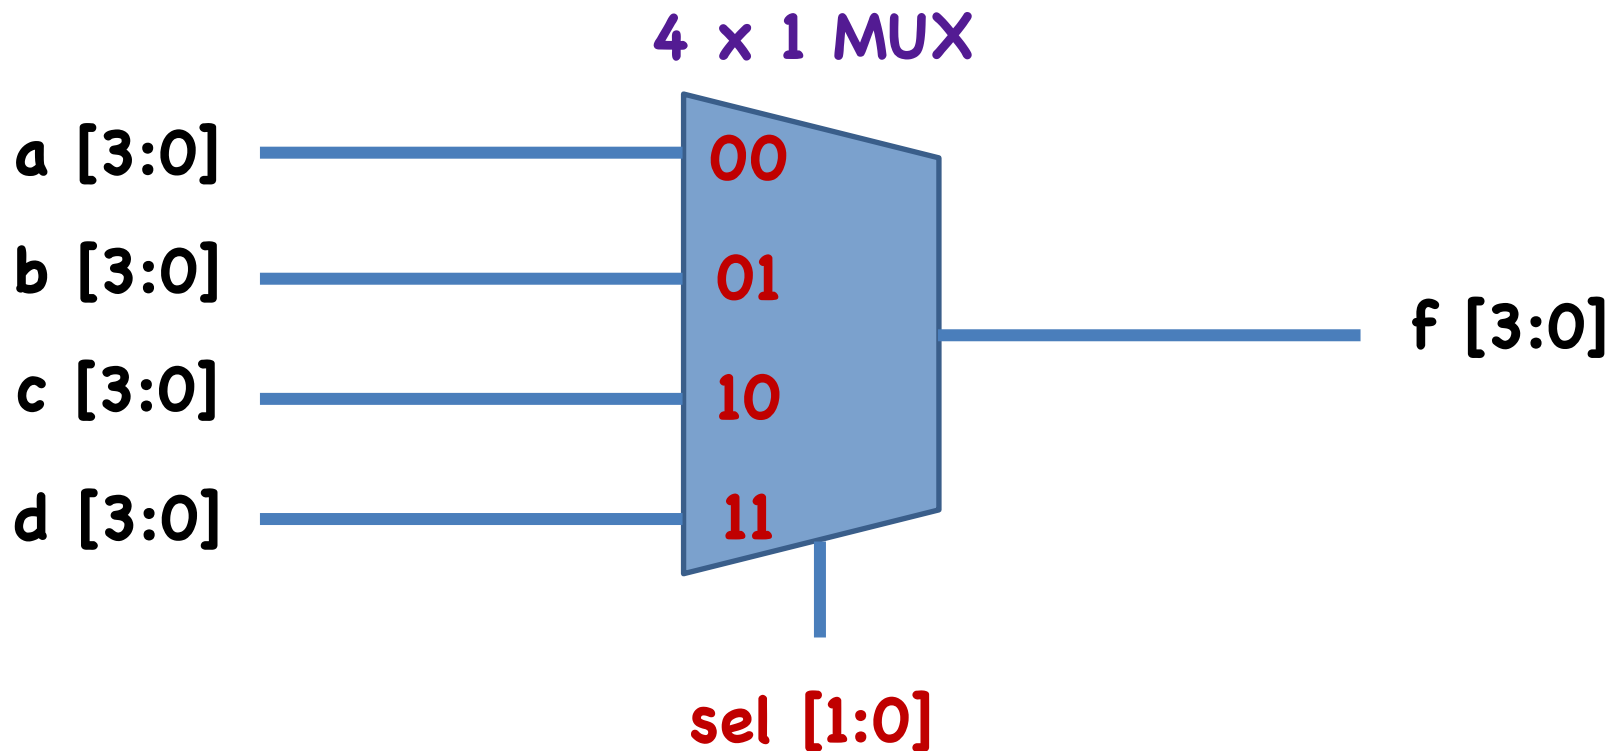 4 x 1 MUX
a [3:0]
00
b [3:0]
01
f [3:0]
c [3:0]
10
d [3:0]
11
sel [1:0]